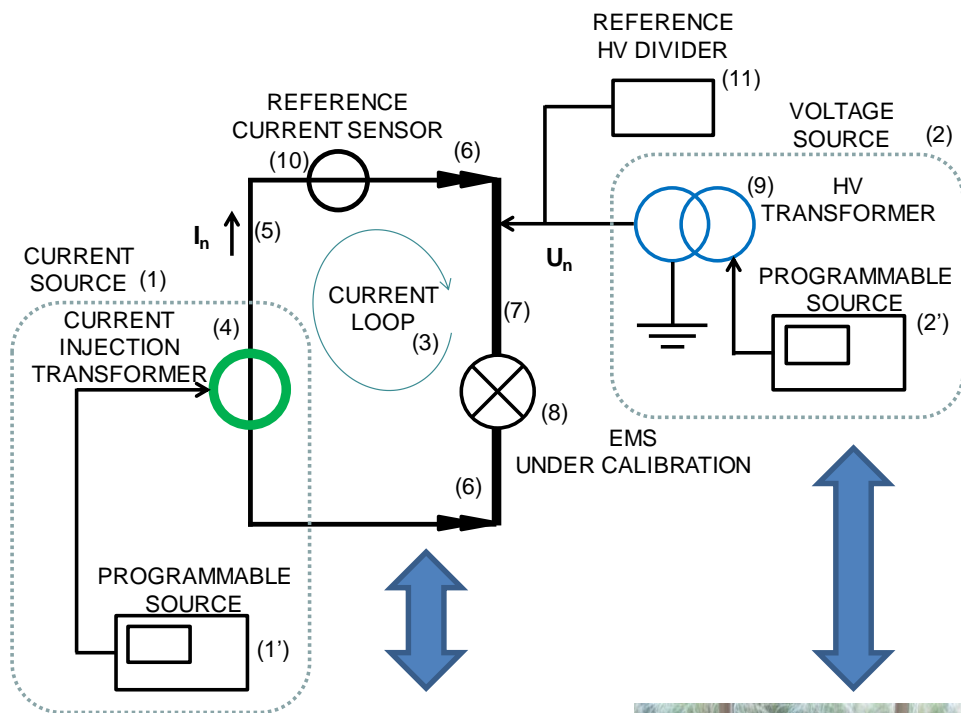 REFERENCE
HV DIVIDER
(11)
VOLTAGE
SOURCE (2)
REFERENCE
CURRENT SENSOR
(10)
(6)
(9) HV
TRANSFORMER
Iₙ (5)
Uₙ
CURRENT
SOURCE (1)
CURRENT
INJECTION
TRANSFORMER
(4)
CURRENT
LOOP (3)
(7)
PROGRAMMABLE
SOURCE
(2')
(8)
EMS
UNDER CALIBRATION
(6)
PROGRAMMABLE
SOURCE
(1')